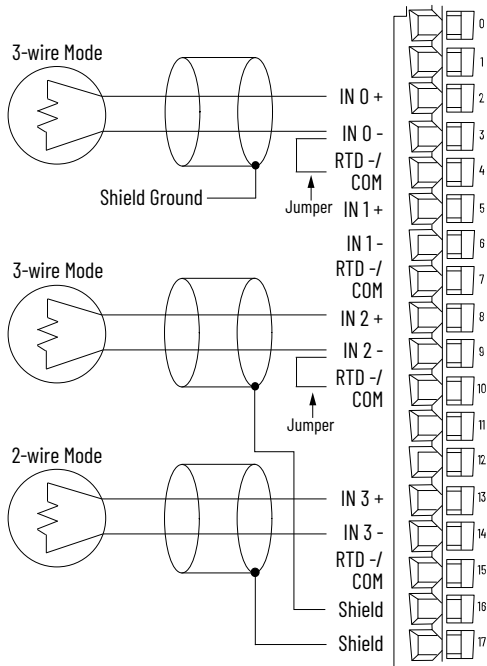 3-wire Mode
IN 0 +
IN 0 -
RTD -/
COM
Shield Ground
Jumper
IN 1 +
IN 1 -
RTD -/
COM
3-wire Mode
IN 2 +
IN 2 -
RTD -/
COM
Jumper
2-wire Mode
IN 3 +
IN 3 -
RTD -/
COM
Shield
Shield
0
1
2
3
4
5
6
7
8
9
10
11
12
13
14
15
16
17